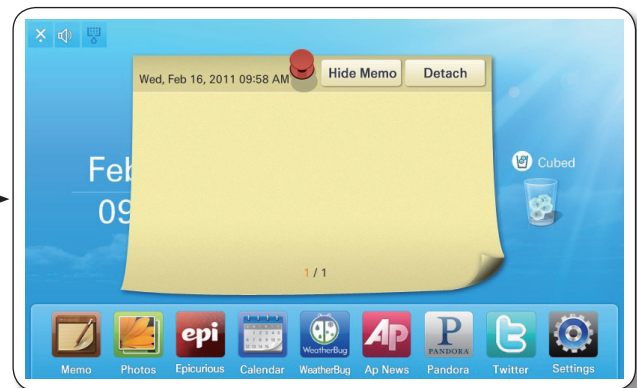 Wed, Feb 16, 2011 09:58 AM
Hide Memo
Detach
Feb
09
Cubed
1 / 1
epi
WeatherBug
AP
P
PANDORA
Memo
Photos
Epicurious
Calendar
WeatherBug
Ap News
Pandora
Twitter
Settings